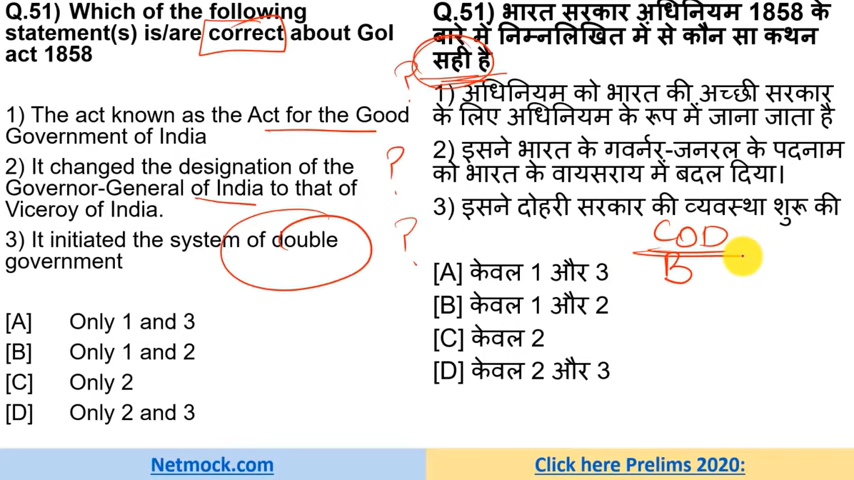 Q.51) Which of the following
statement(s) is/are correct about GoI
act 1858
1) The act known as the Act for the Good
Government of India
2) It changed the designation of the
Governor-General of India to that of
Viceroy of India.
3) It initiated the system of double
government
[A] Only 1 and 3
[B] Only 1 and 2
[C] Only 2
[D] Only 2 and 3
Q.51) भारत सरकार अधिनियम 1858 के
बारे में निम्नलिखित में से कौन सा कथन
सही है
?
1) अधिनियम को भारत की अच्छी सरकार
के लिए अधिनियम के रूप में जाना जाता है
?
2) इसने भारत के गवर्नर-जनरल के पदनाम
को भारत के वायसराय में बदल दिया।
?
3) इसने दोहरी सरकार की व्यवस्था शुरू की
COD
B
[A] केवल 1 और 3
[B] केवल 1 और 2
[C] केवल 2
[D] केवल 2 और 3
Netmock.com
Click here Prelims 2020: